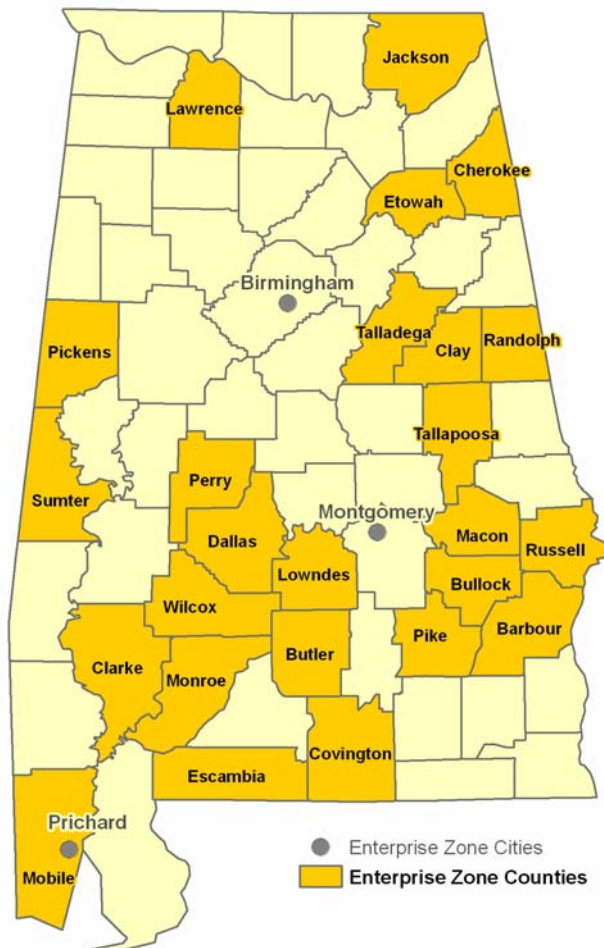 Jackson
Lawrence
Cherokee
Etowah
Birmingham
Talladega
Randolph
Clay
Pickens
Tallapoosa
Perry
Sumter
Montgomery
Macon
Dallas
Russell
Lowndes
Bullock
Wilcox
Pike
Barbour
Butler
Clarke
Monroe
Covington
Escambia
Prichard
Mobile
Enterprise Zone Cities
Enterprise Zone Counties